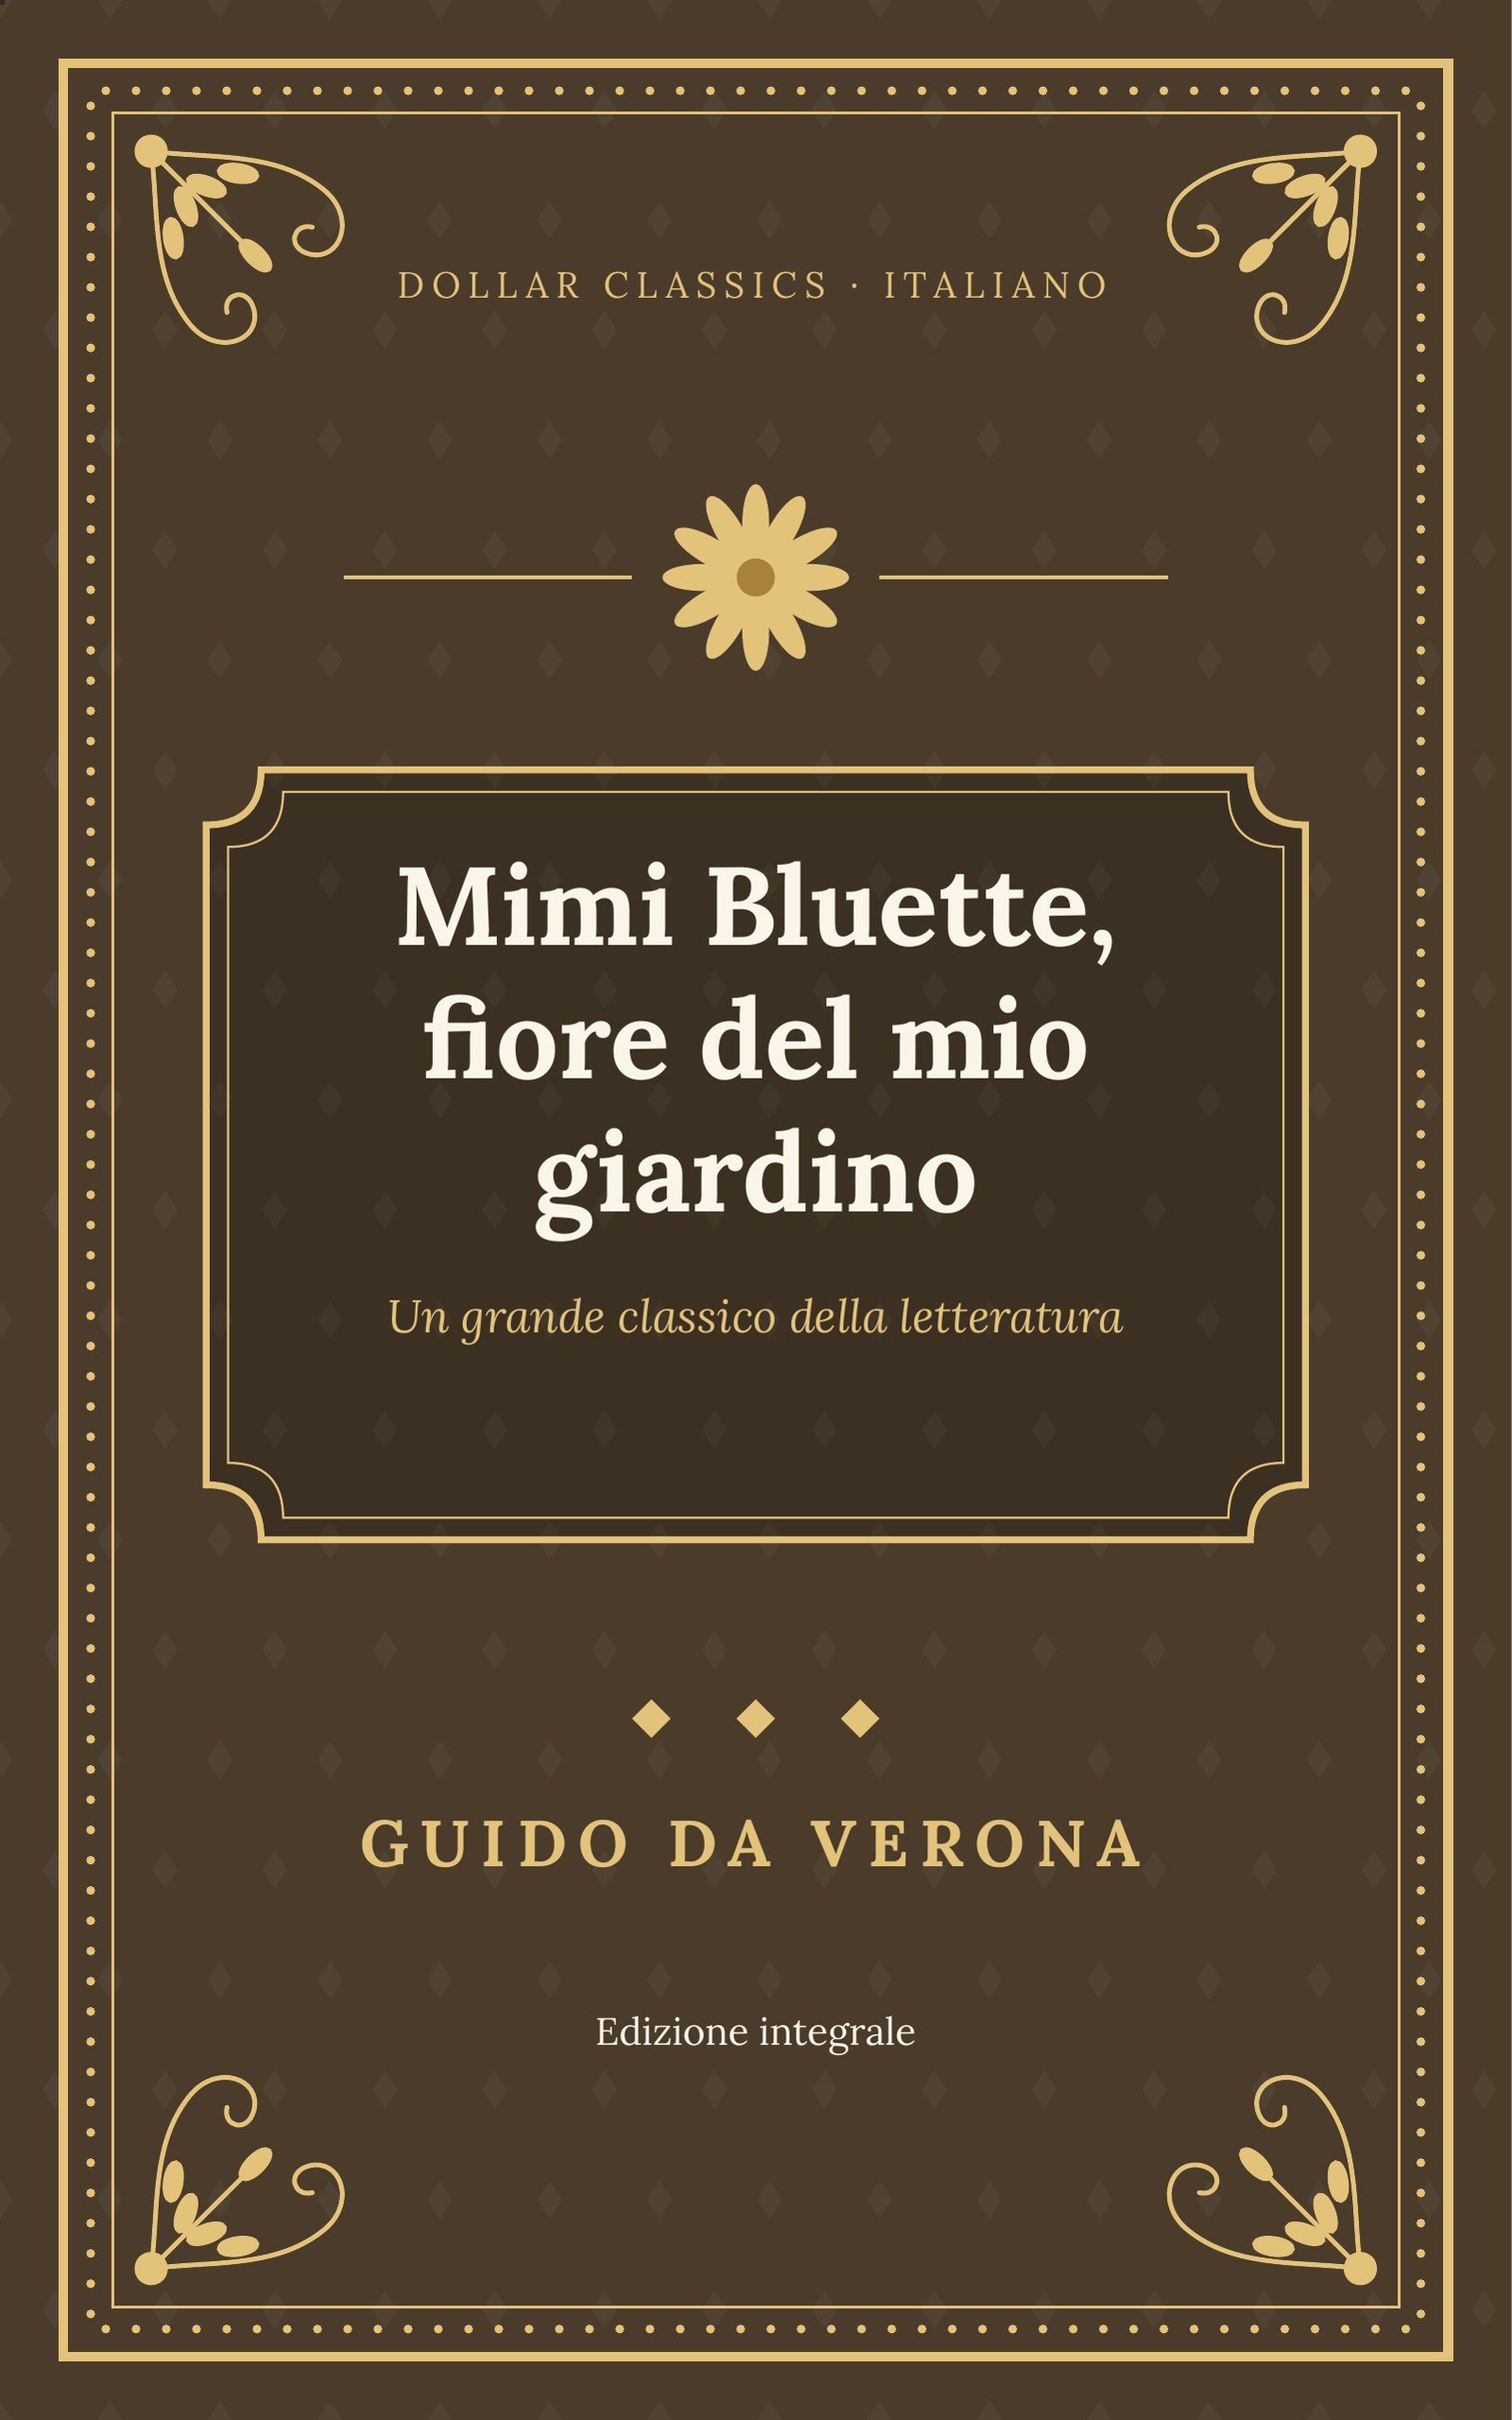 DOLLAR CLASSICS · ITALIANO
Mimi Bluette,
fiore del mio
giardino
Un grande classico della letteratura
GUIDO DA VERONA
Edizione integrale